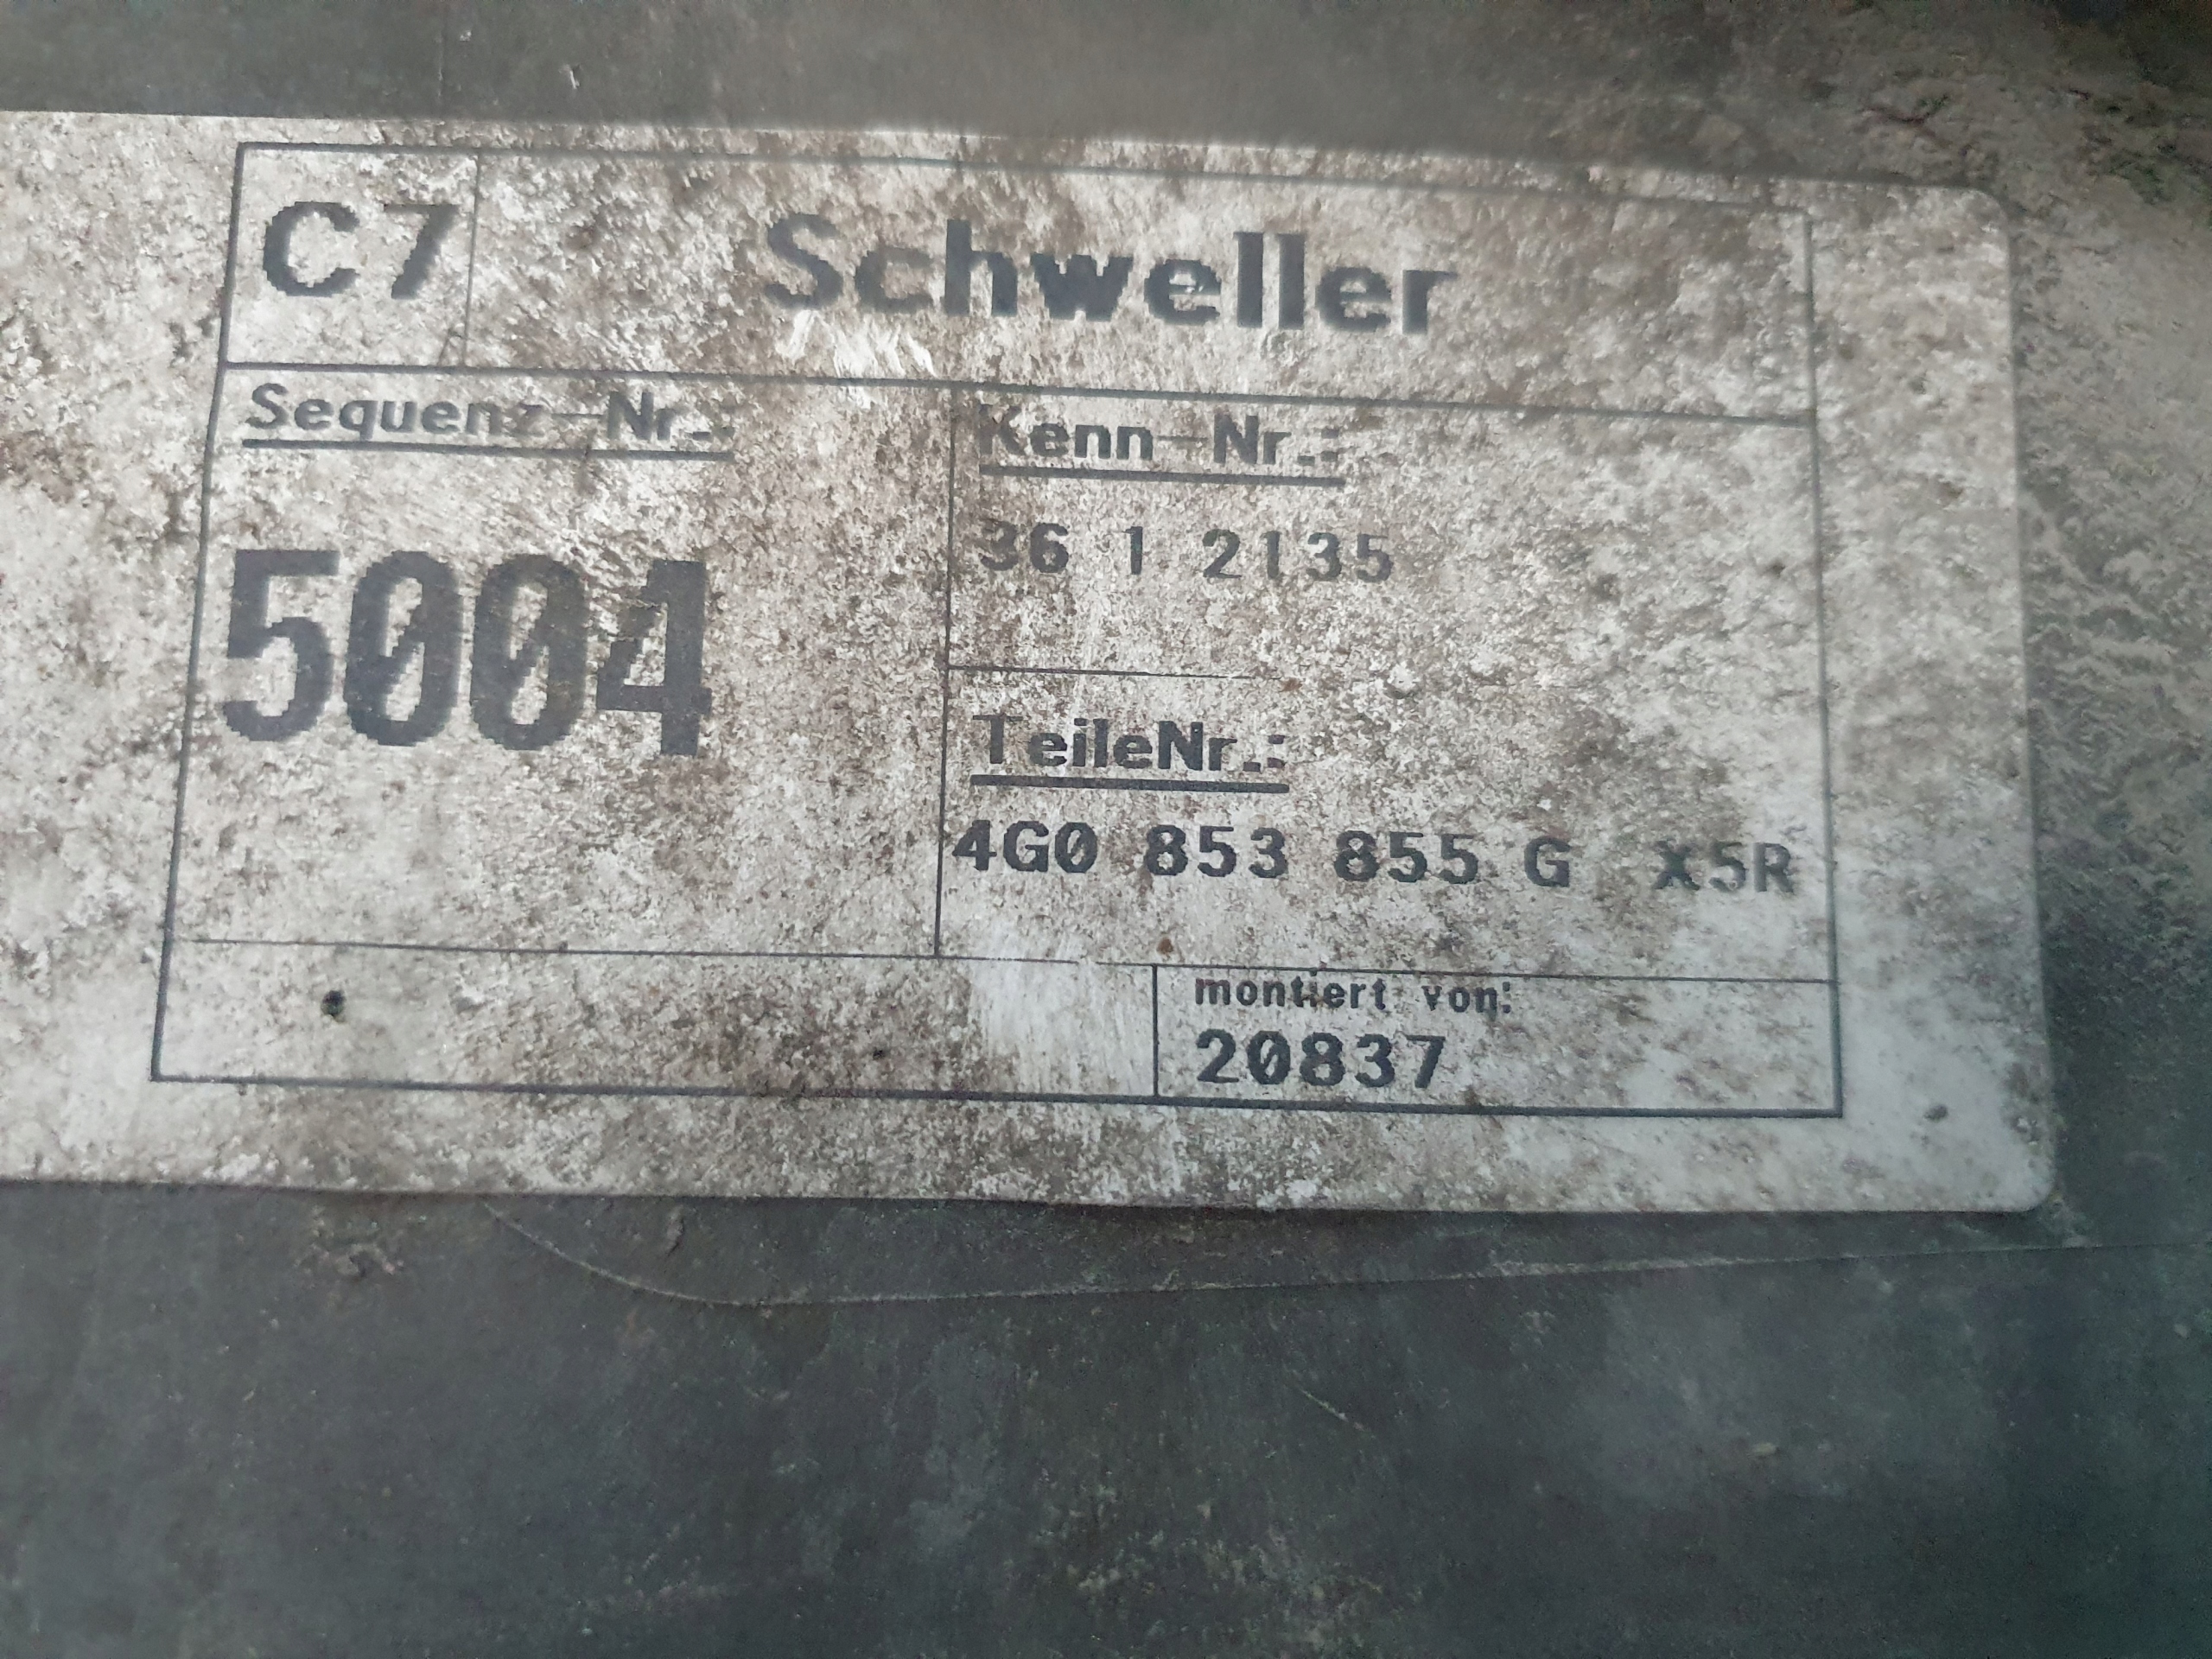 C7 Schweller
Sequenz-Nr.:
5004
Kenn-Nr.:
36 1 2135
TeileNr.:
4G0 853 855 G X5R
montiert von:
20837